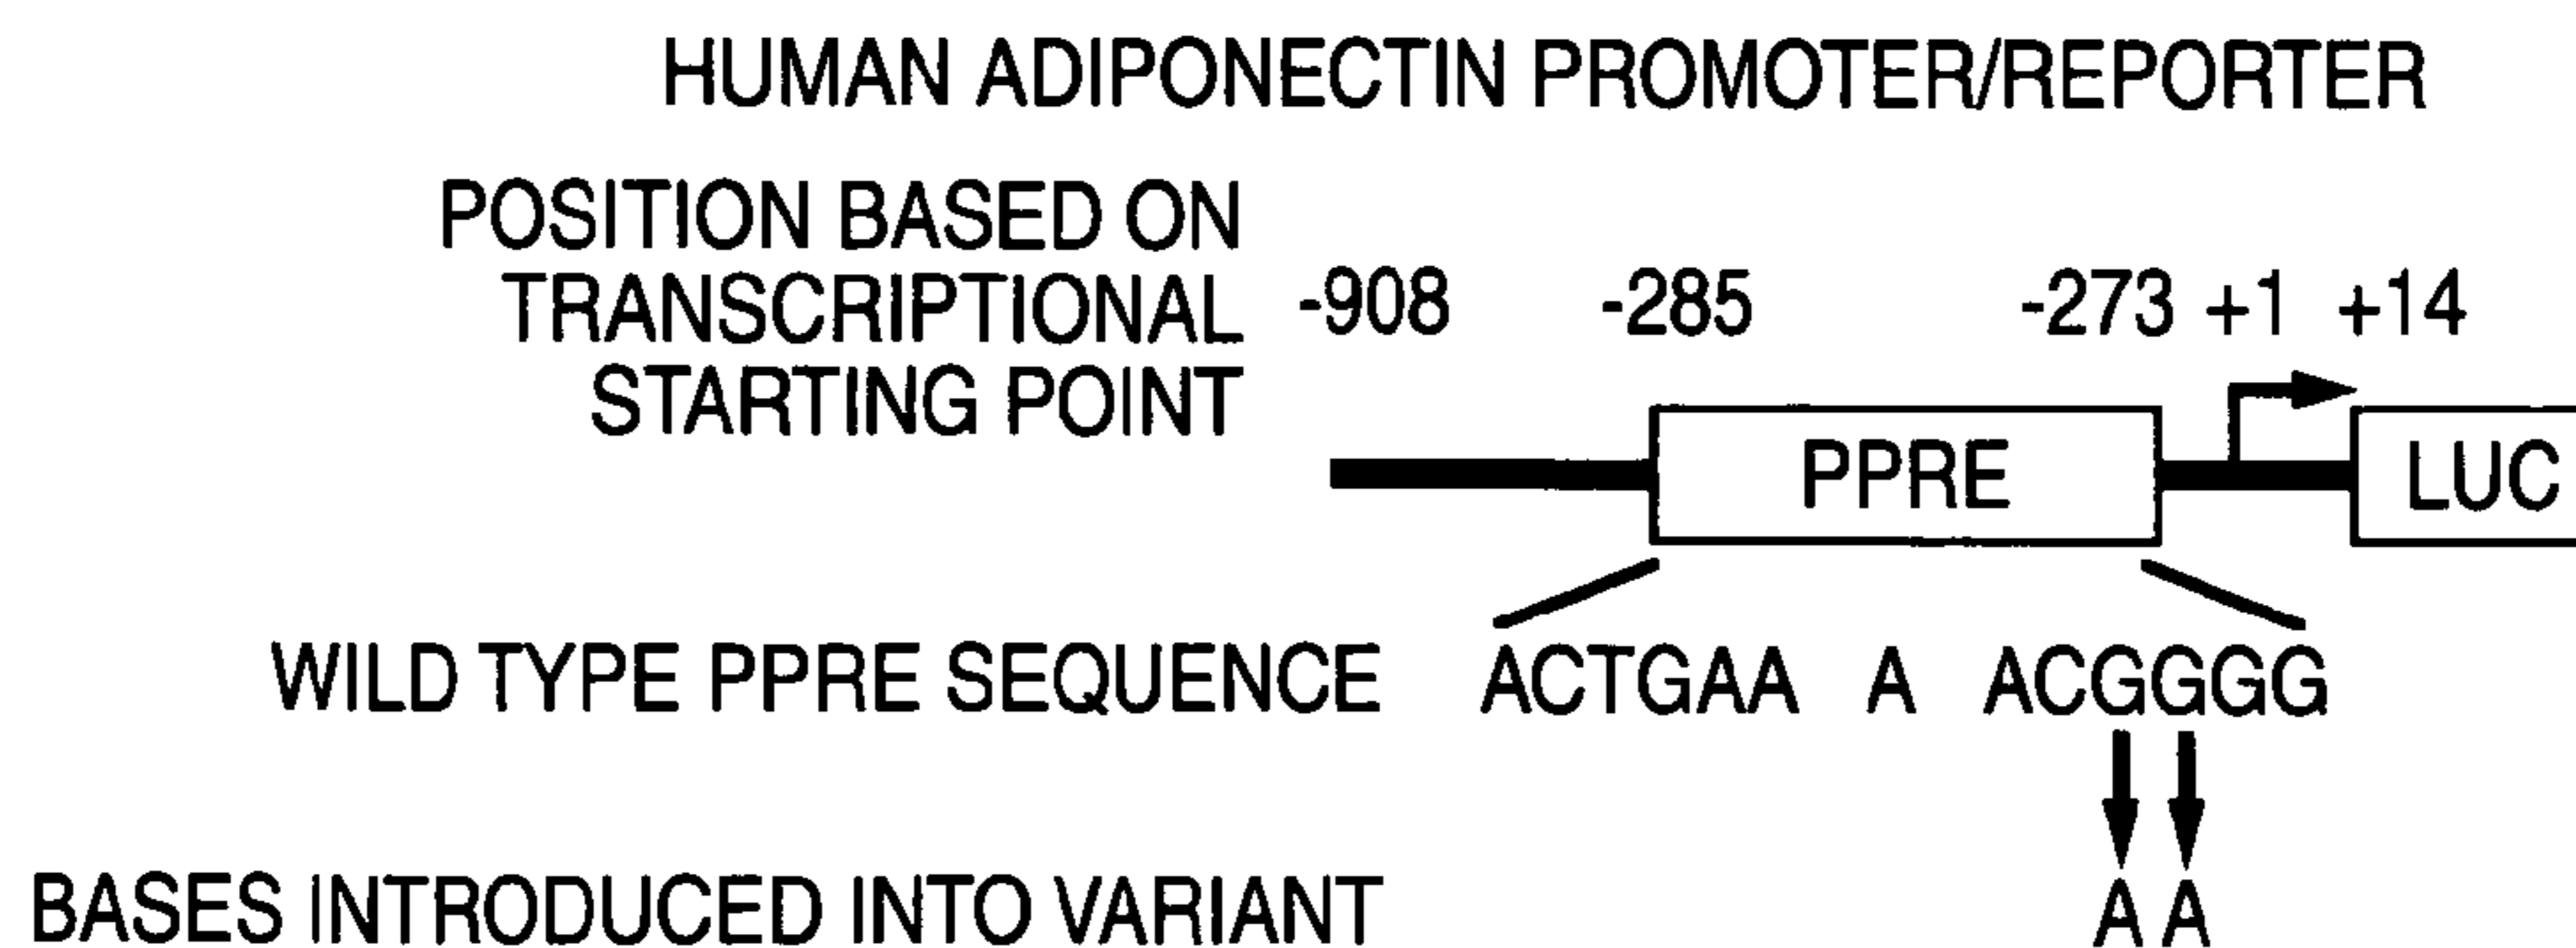 HUMAN ADIPONECTIN PROMOTER/REPORTER
POSITION BASED ON
TRANSCRIPTIONAL
STARTING POINT
-908 -285 -273 +1 +14
PPRE LUC
WILD TYPE PPRE SEQUENCE ACTGAA A ACGGGG
BASES INTRODUCED INTO VARIANT A A